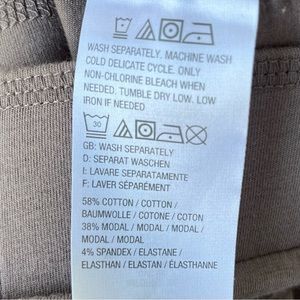 WASH SEPARATELY. MACHINE WASH
COLD DELICATE CYCLE. ONLY
NON-CHLORINE BLEACH WHEN
NEEDED. TUMBLE DRY LOW. LOW
IRON IF NEEDED
30
GB: WASH SEPARATELY
D: SEPARAT WASCHEN
I: LAVARE SEPARATAMENTE
F: LAVER SÉPARÉMENT
58% COTTON / COTTON /
BAUMWOLLE / COTONE / COTON
38% MODAL / MODAL / MODAL /
MODAL / MODAL
4% SPANDEX / ELASTANE /
ELASTHAN / ELASTAN / ÉLASTHANNE